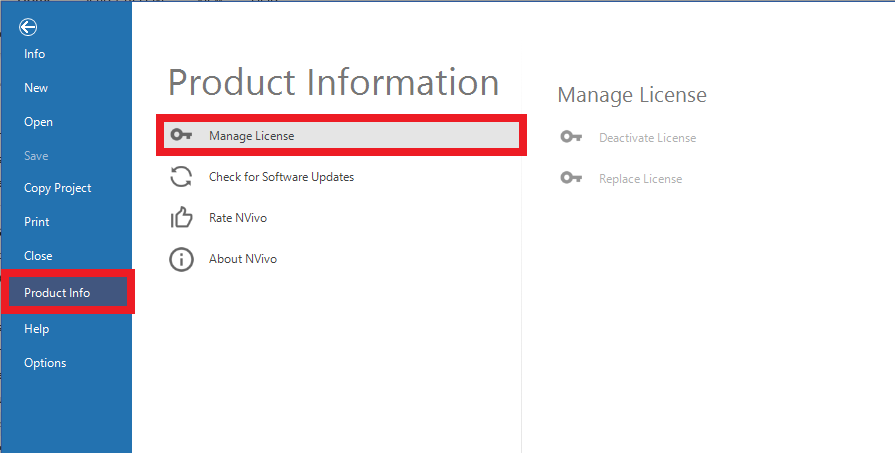 Info
New
Open
Save
Copy Project
Print
Close
Product Info
Help
Options
Product Information
Manage License
Check for Software Updates
Rate NVivo
About NVivo
Manage License
Deactivate License
Replace License